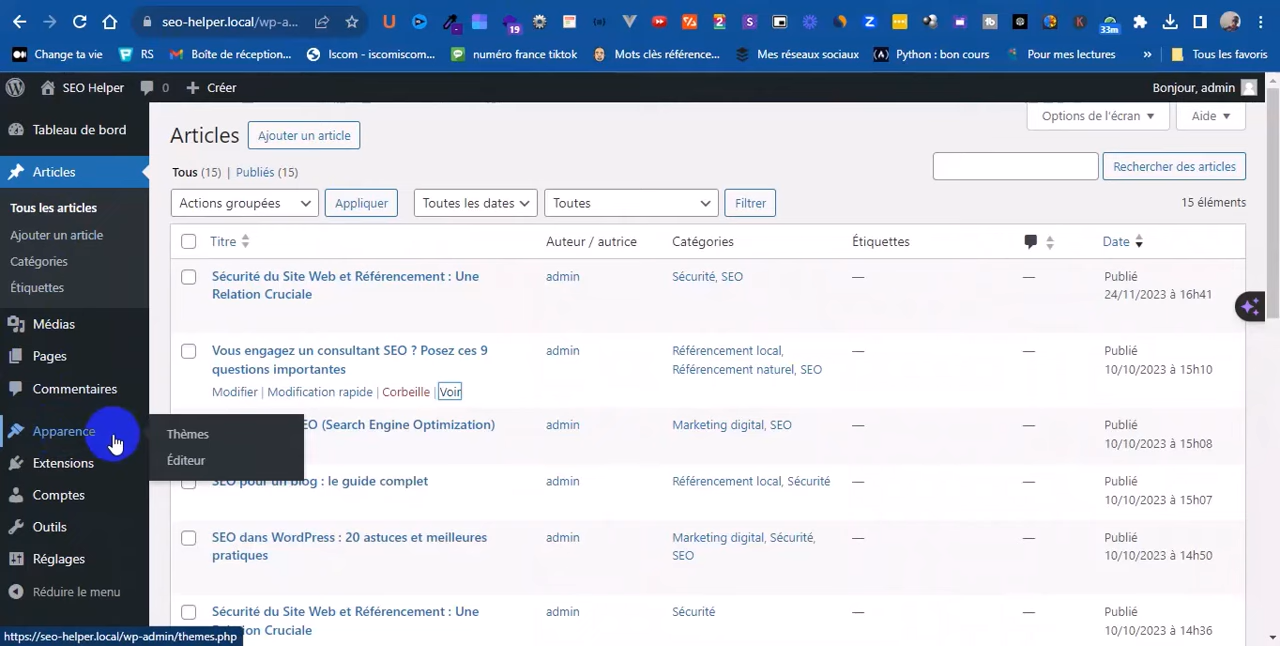 seo-helper.local/wp-a...
19
33m
Change ta vie
RS
Boîte de réception...
Iscom – iscomiscom...
numéro france tiktok
Mots clés référence...
Mes réseaux sociaux
Python : bon cours
Pour mes lectures
»
Tous les favoris
SEO Helper
0
Créer
Bonjour, admin
Tableau de bord
Articles
Tous les articles
Ajouter un article
Catégories
Étiquettes
Médias
Pages
Commentaires
Apparence
Thèmes
Éditeur
Extensions
Comptes
Outils
Réglages
Réduire le menu
https://seo-helper.local/wp-admin/themes.php
Options de l'écran
Aide
Articles
Ajouter un article
Tous (15) | Publiés (15)
Rechercher des articles
Actions groupées
Appliquer
Toutes les dates
Toutes
Filtrer
15 éléments
Titre
Auteur / autrice
Catégories
Étiquettes
Date
Sécurité du Site Web et Référencement : Une
Relation Cruciale
admin
Sécurité, SEO
—
—
Publié
24/11/2023 à 16h41
Vous engagez un consultant SEO ? Posez ces 9
questions importantes
Modifier | Modification rapide | Corbeille | Voir
admin
Référencement local,
Référencement naturel, SEO
—
—
Publié
10/10/2023 à 15h10
(Search Engine Optimization)
admin
Marketing digital, SEO
—
—
Publié
10/10/2023 à 15h08
SEO pour un blog : le guide complet
admin
Référencement local, Sécurité
—
—
Publié
10/10/2023 à 15h07
SEO dans WordPress : 20 astuces et meilleures
pratiques
admin
Marketing digital, Sécurité,
SEO
—
—
Publié
10/10/2023 à 14h50
Sécurité du Site Web et Référencement : Une
Relation Cruciale
admin
Sécurité
—
—
Publié
10/10/2023 à 14h36